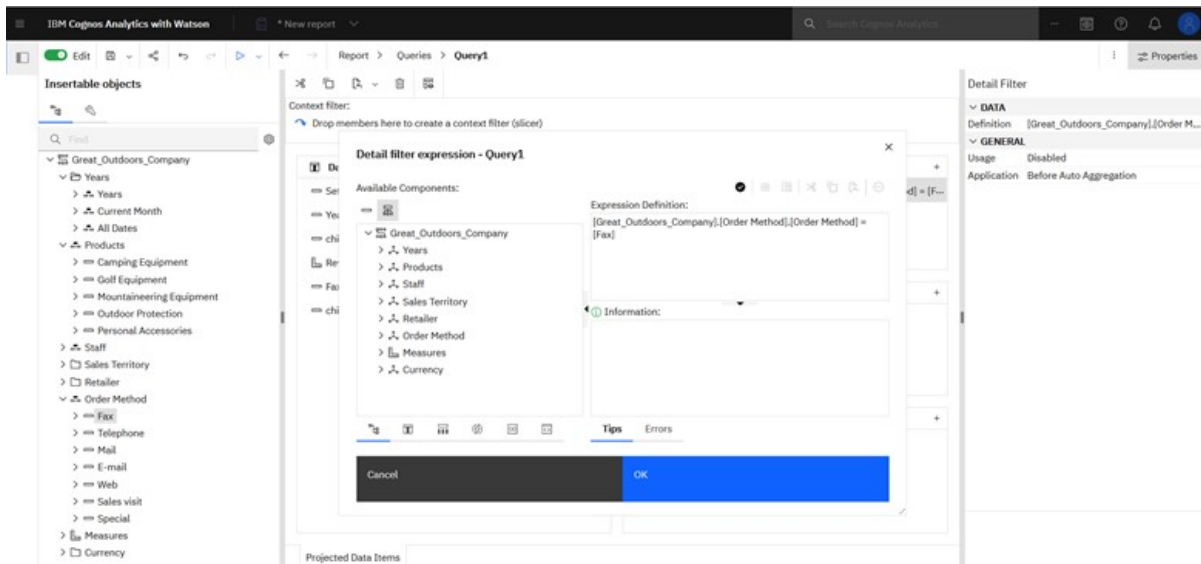 IBM Cognos Analytics with Watson
* New report
Search Cognos Analytics
Edit
Report > Queries > Query1
Properties
Insertable objects
Find
Great_Outdoors_Company
Years
Years
Current Month
All Dates
Products
Camping Equipment
Golf Equipment
Mountaineering Equipment
Outdoor Protection
Personal Accessories
Staff
Sales Territory
Retailer
Order Method
Fax
Telephone
Mail
E-mail
Web
Sales visit
Special
Measures
Currency
Context filter:
Drop members here to create a context filter (slicer)
Detail filter expression - Query1
Available Components:
Great_Outdoors_Company
Years
Products
Staff
Sales Territory
Retailer
Order Method
Measures
Currency
Expression Definition:
[Great_Outdoors_Company].[Order Method].[Order Method] =
[Fax]
Information:
Tips Errors
Cancel
OK
Projected Data Items
Detail Filter
DATA
Definition [Great_Outdoors_Company].[Order M...
GENERAL
Usage Disabled
Application Before Auto Aggregation